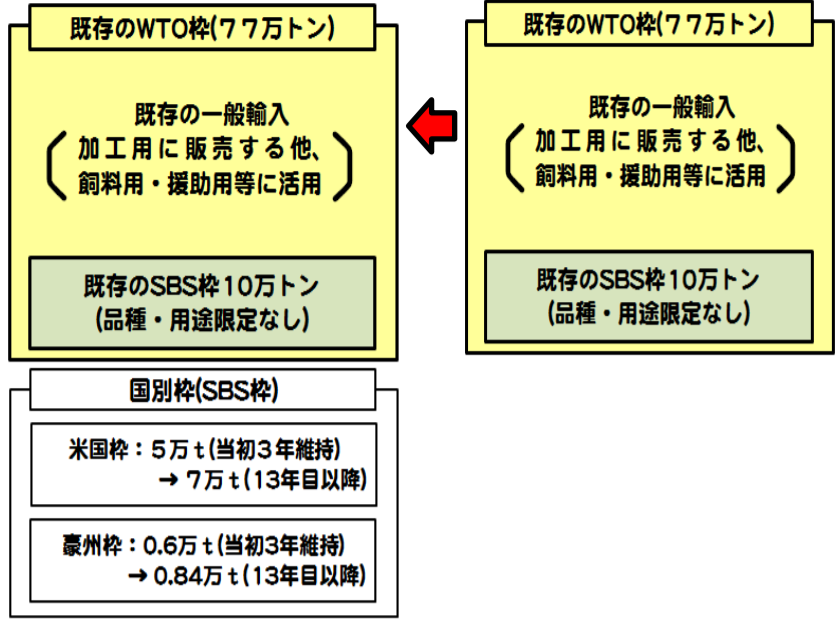 既存のWTO枠(７７万トン)
既存の一般輸入
加工用に販売する他、
飼料用・援助用等に活用
既存のSBS枠10万トン
(品種・用途限定なし)
国別枠(SBS枠)
米国枠：５万ｔ(当初３年維持)
→ 7万ｔ(13年目以降)
豪州枠：0.6万ｔ(当初3年維持)
→ 0.84万ｔ(13年目以降)
既存のWTO枠(７７万トン)
既存の一般輸入
加工用に販売する他、
飼料用・援助用等に活用
既存のSBS枠10万トン
(品種・用途限定なし)